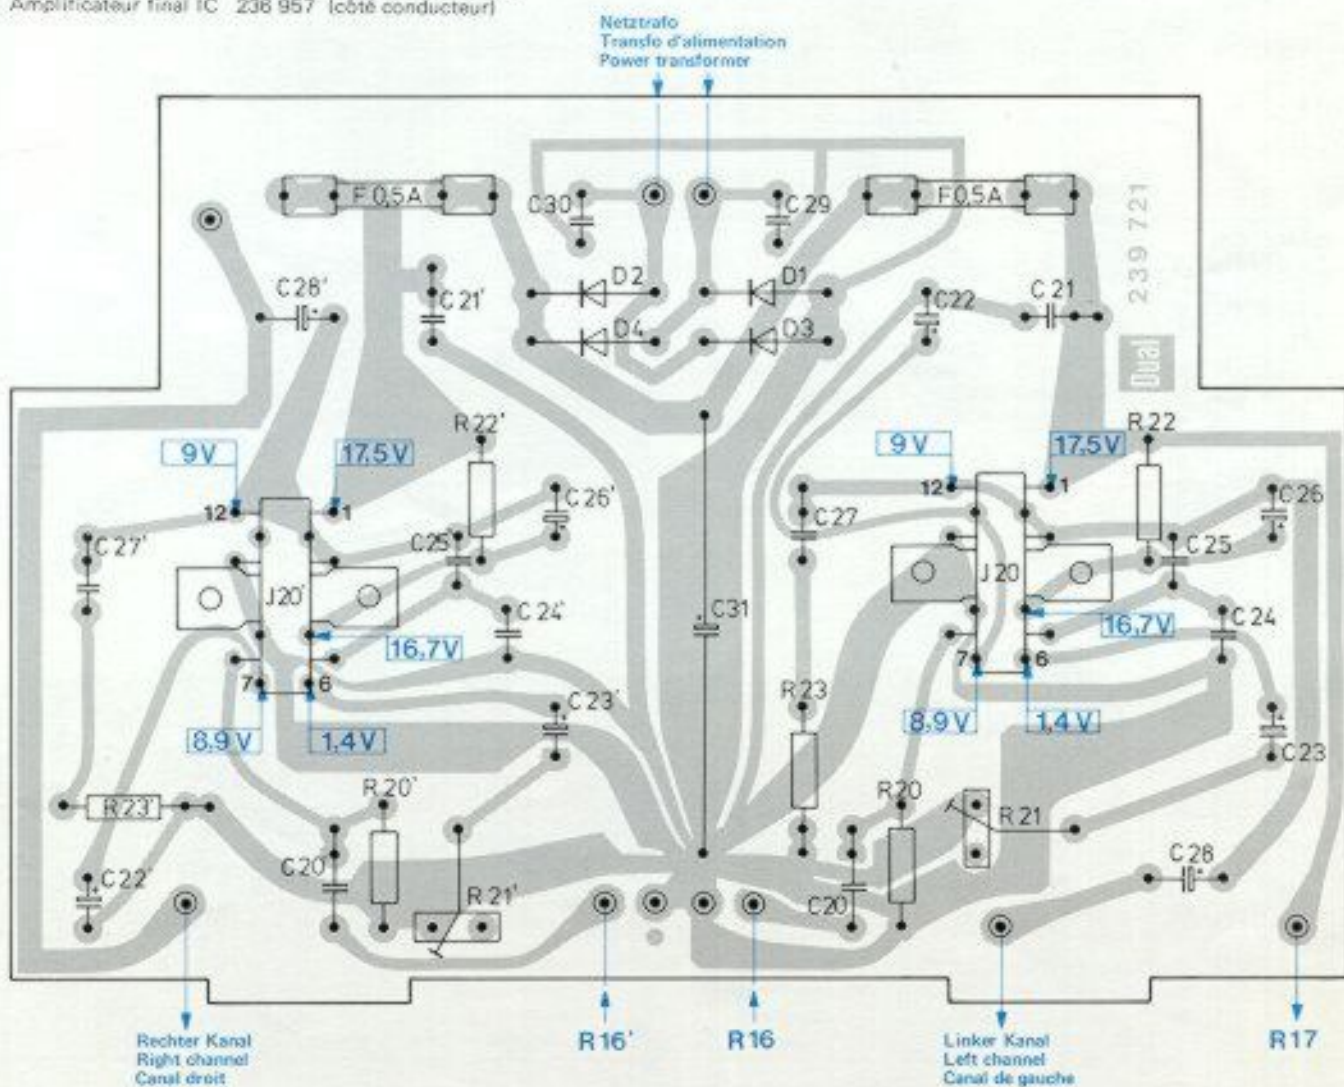 Amplificateur final IC 236 957 (côté conducteur)
Netztrafo
Transfo d'alimentation
Power transformer
F 0,5A
C30
C29
F 0,5A
239 721
C28'
C21'
D2
D1
C22
C21
D4
D3
Dual
R22'
R22
9V
17,5V
9V
17,5V
12
1
C26'
12
1
C26
C27'
C25'
C27
C25
J20'
J20
C24'
C31
C24
16,7V
16,7V
7
6
7
6
C23'
R23
C23
8,9V
1,4V
8,9V
1,4V
R23'
R20'
R20
R21
C22'
C20'
R21'
C20
C28
Rechter Kanal
Right channel
Canal droit
R16'
R16
Linker Kanal
Left channel
Canal de gauche
R17